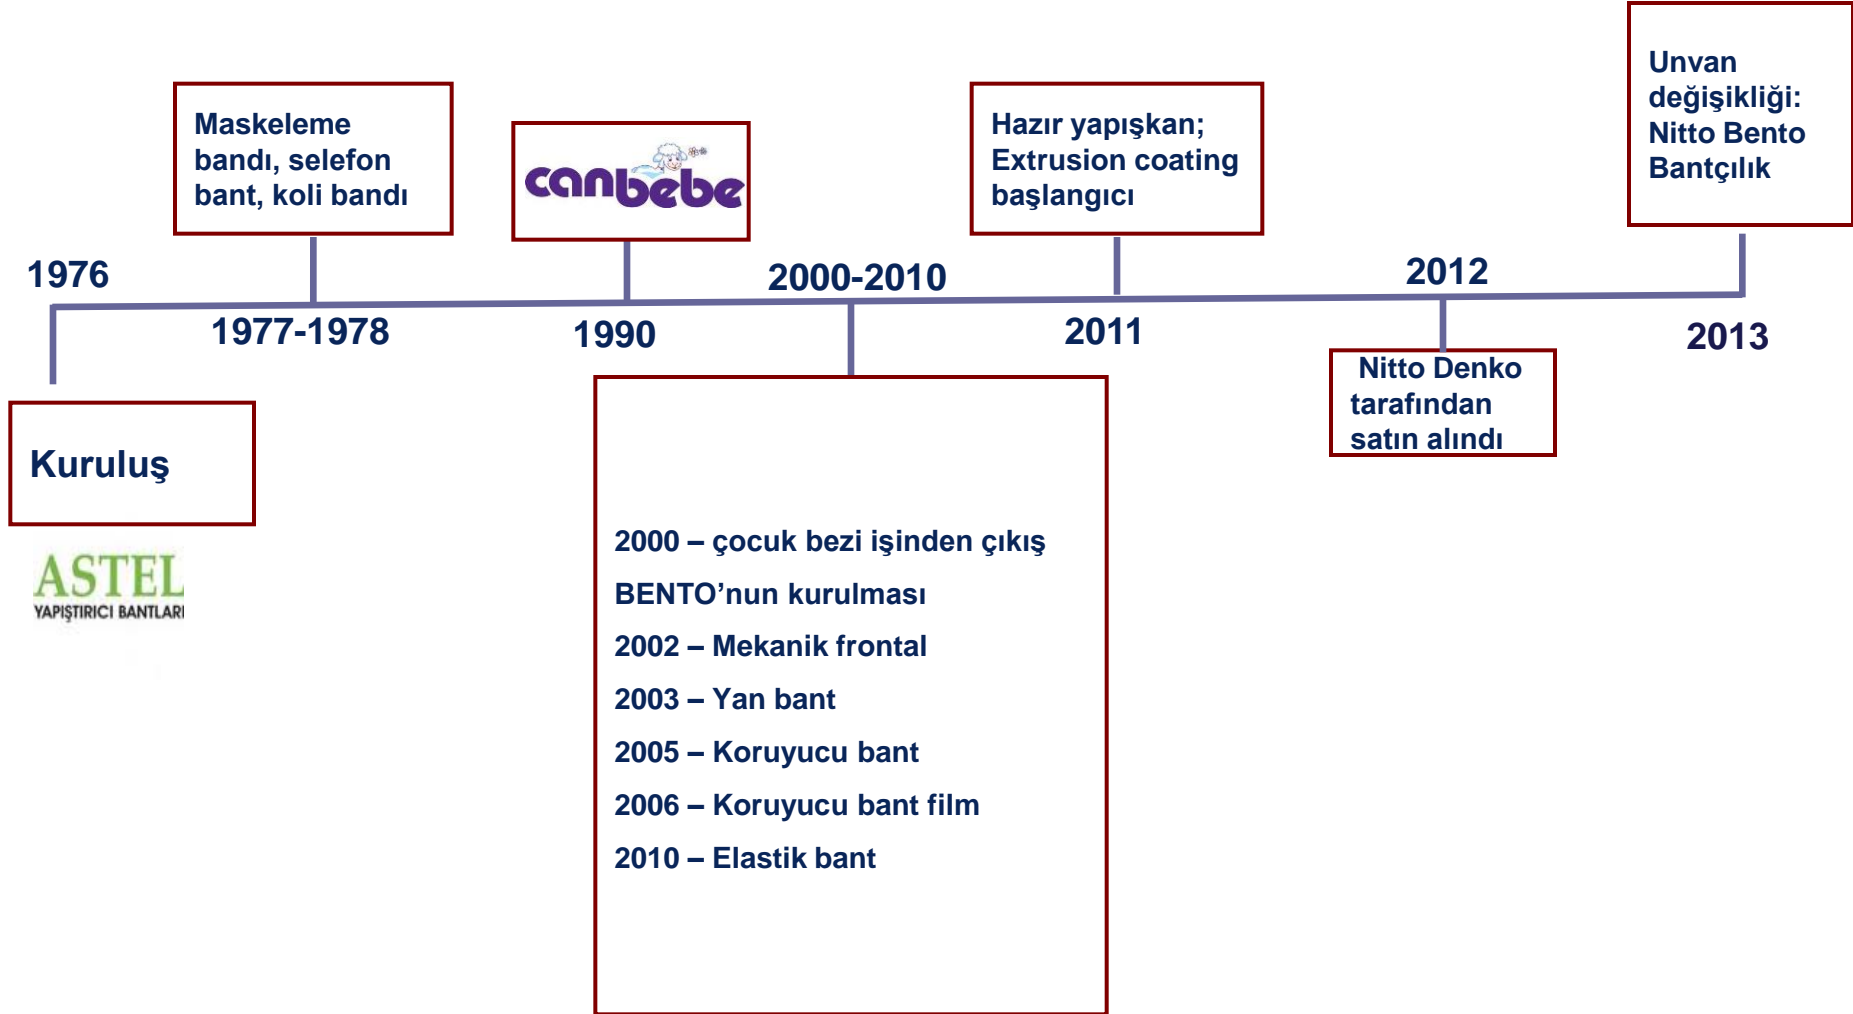 1976
Kuruluş
ASTEL
YAPIŞTIRICI BANTLARI
Maskeleme
bandı, selefon
bant, koli bandı
1977-1978
canbebe
1990
2000-2010
2000 – çocuk bezi işinden çıkış
BENTO’nun kurulması
2002 – Mekanik frontal
2003 – Yan bant
2005 – Koruyucu bant
2006 – Koruyucu bant film
2010 – Elastik bant
Hazır yapışkan;
Extrusion coating
başlangıcı
2011
2012
Nitto Denko
tarafından
satın alındı
Unvan
değişikliği:
Nitto Bento
Bantçılık
2013